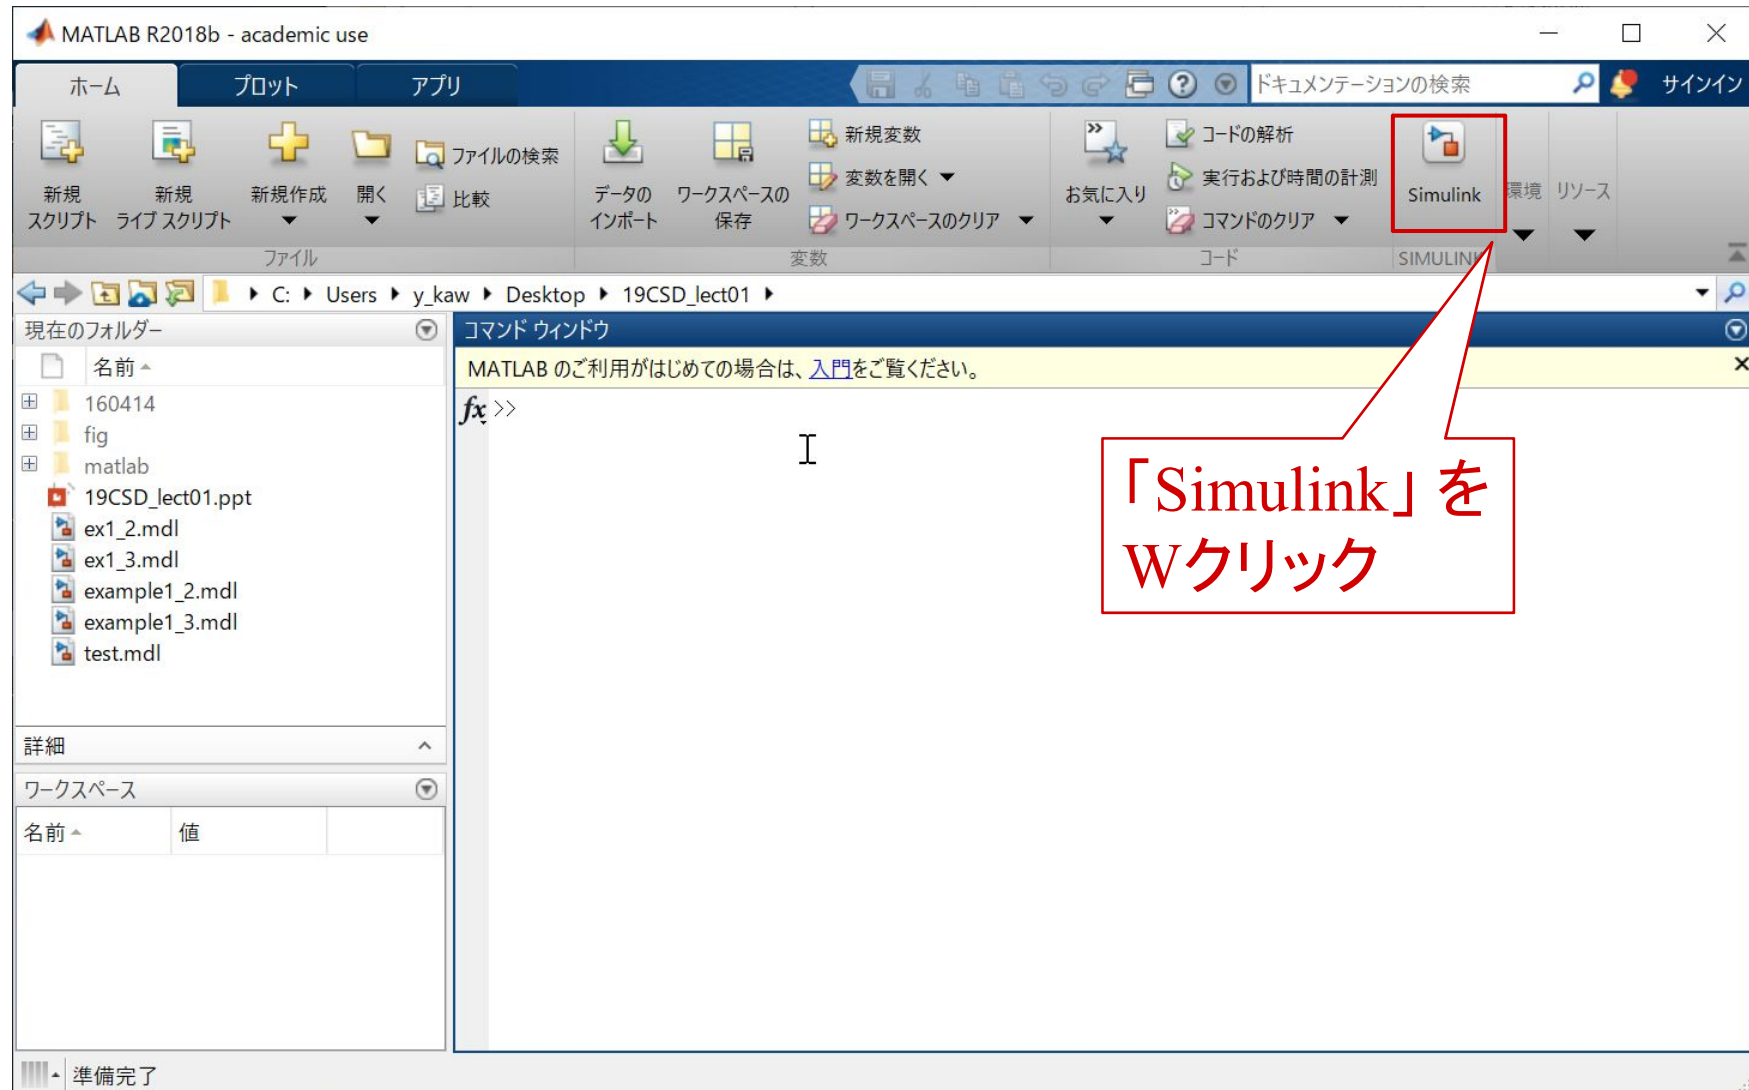 MATLAB R2018b - academic use
ホーム
プロット
アプリ
ドキュメンテーションの検索
サインイン
新規
スクリプト
新規
ライブ スクリプト
新規作成
開く
ファイルの検索
比較
データの
インポート
ワークスペースの
保存
新規変数
変数を開く
ワークスペースのクリア
お気に入り
コードの解析
実行および時間の計測
コマンドのクリア
Simulink
環境
リソース
ファイル
変数
コード
SIMULINK
C: Users y_kaw Desktop 19CSD_lect01
現在のフォルダー
名前
160414
fig
matlab
19CSD_lect01.ppt
ex1_2.mdl
ex1_3.mdl
example1_2.mdl
example1_3.mdl
test.mdl
詳細
ワークスペース
名前 値
コマンド ウィンドウ
MATLAB のご利用がはじめての場合は、入門をご覧ください。
fx >>
「Simulink」を
Wクリック
準備完了